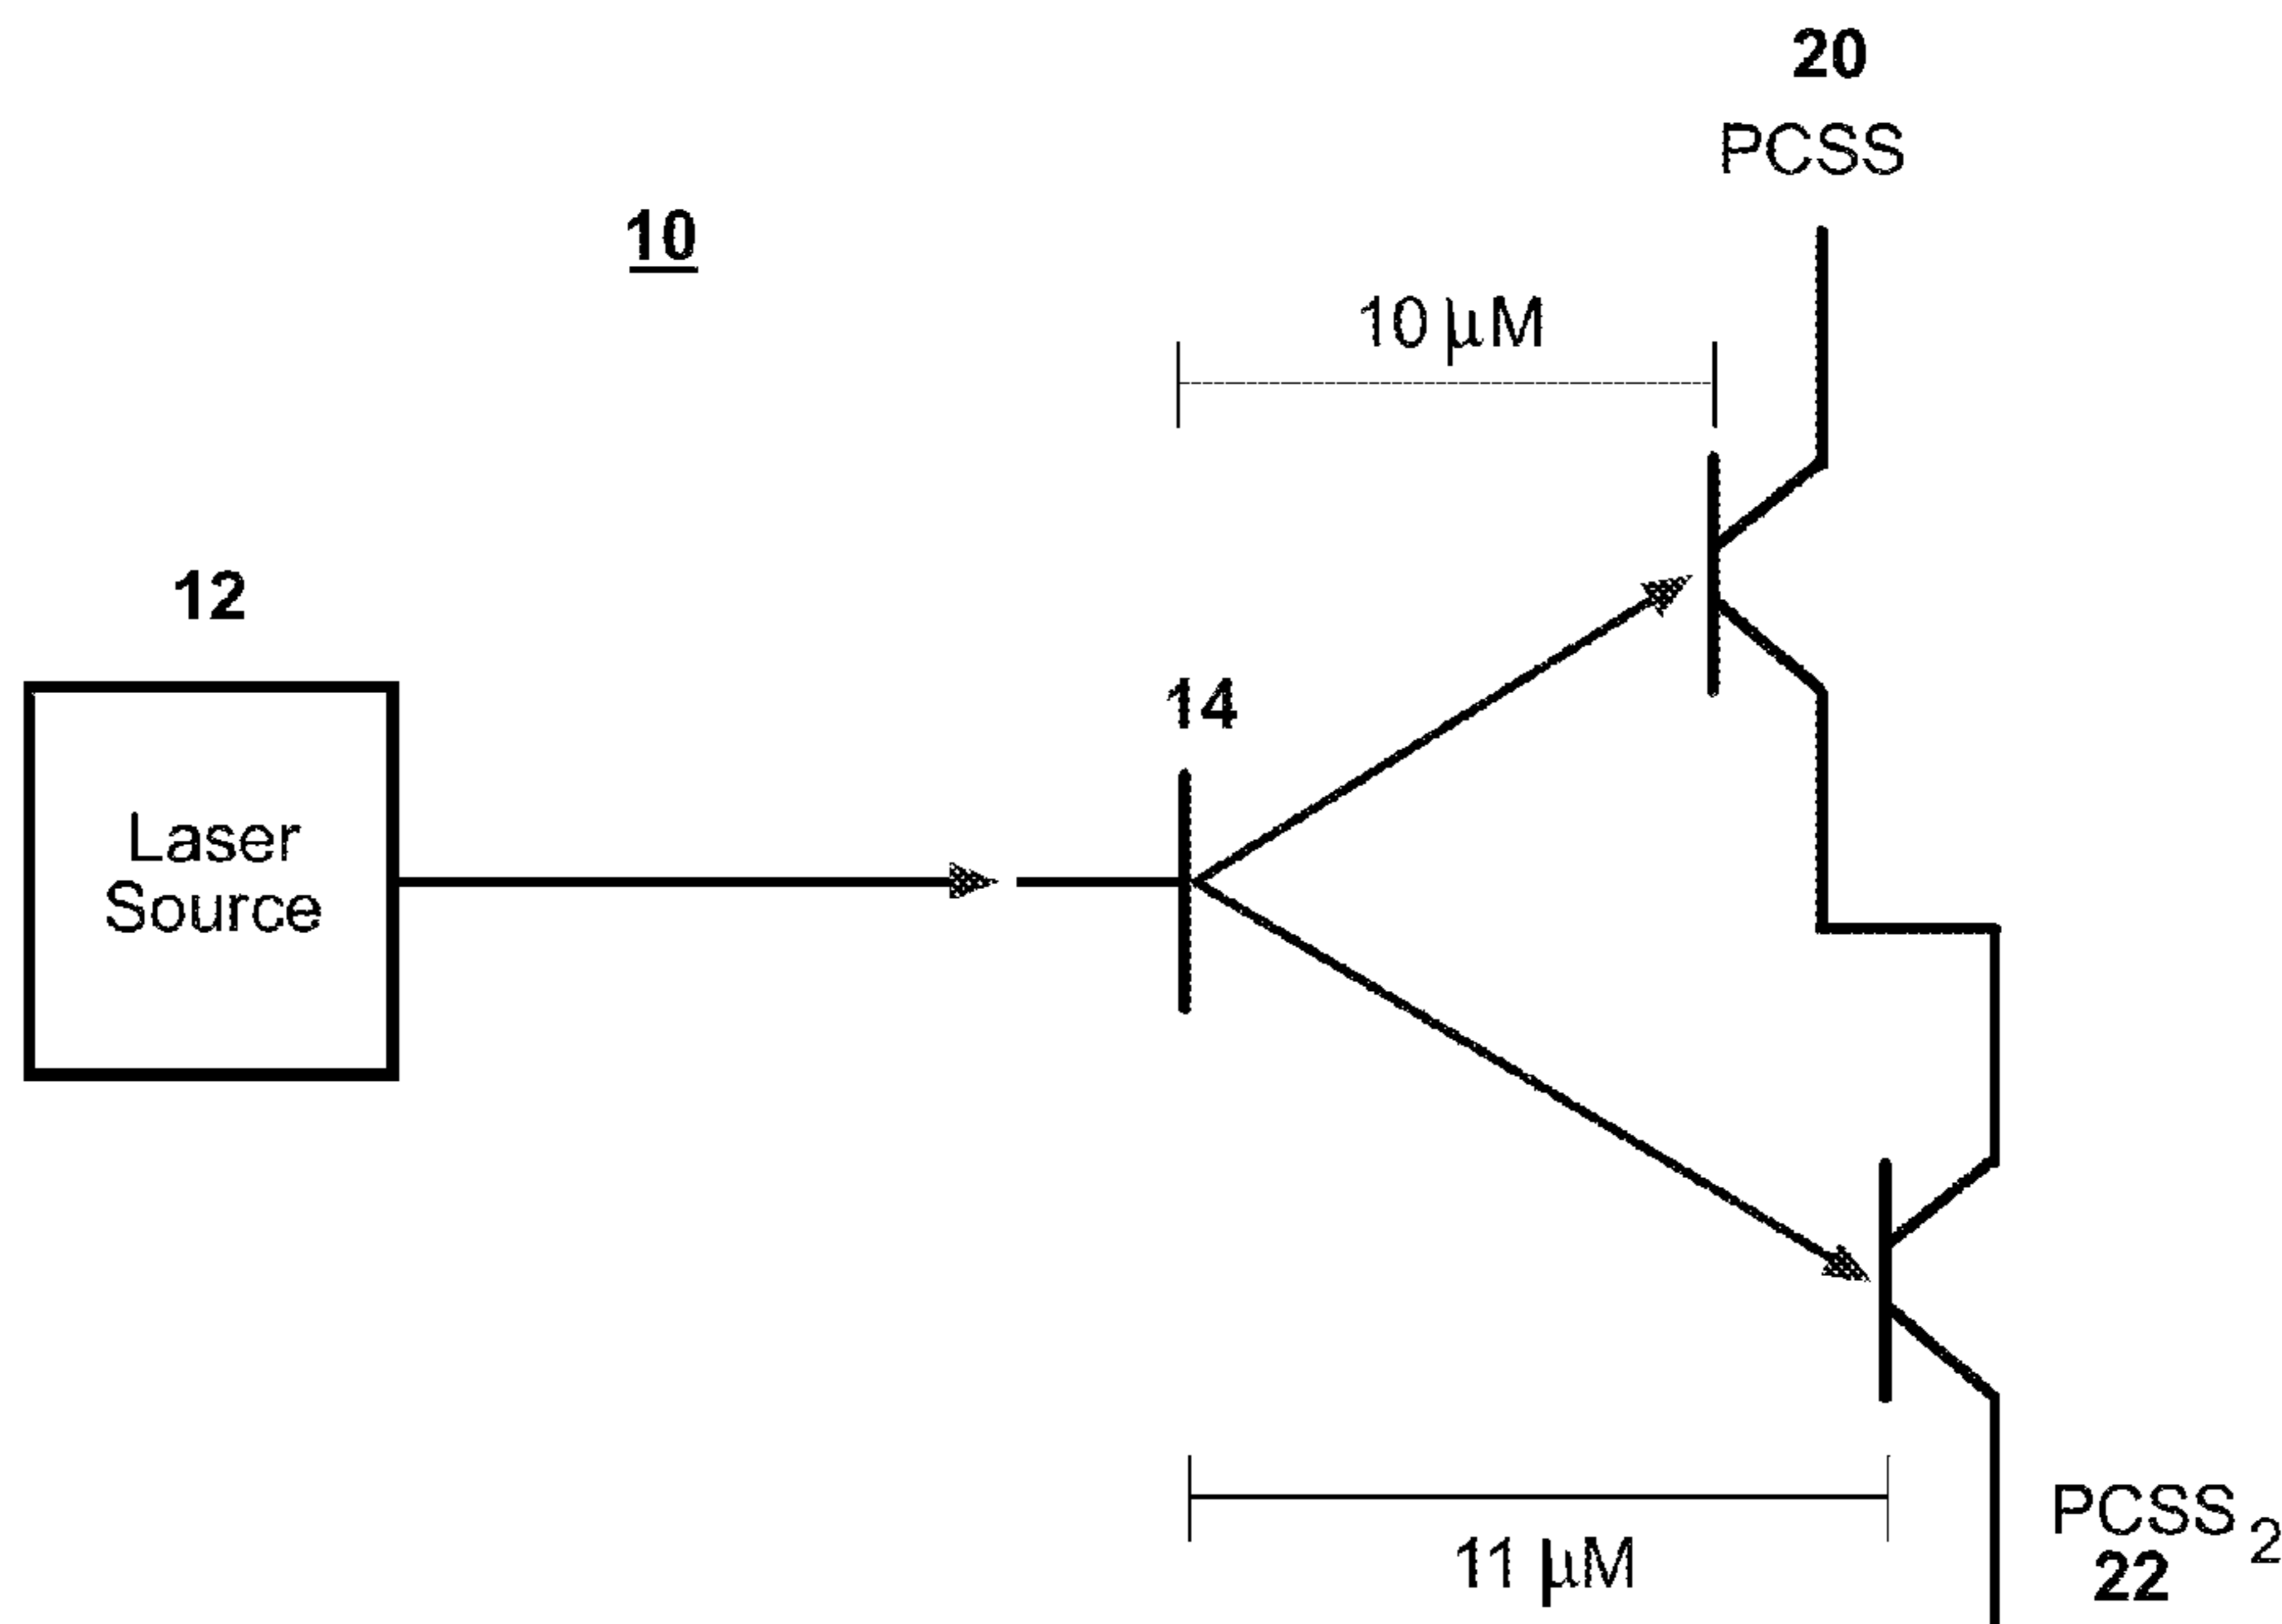 20
PCSS
10
10 μM
12
14
Laser
Source
PCSS 2
11 μM
22